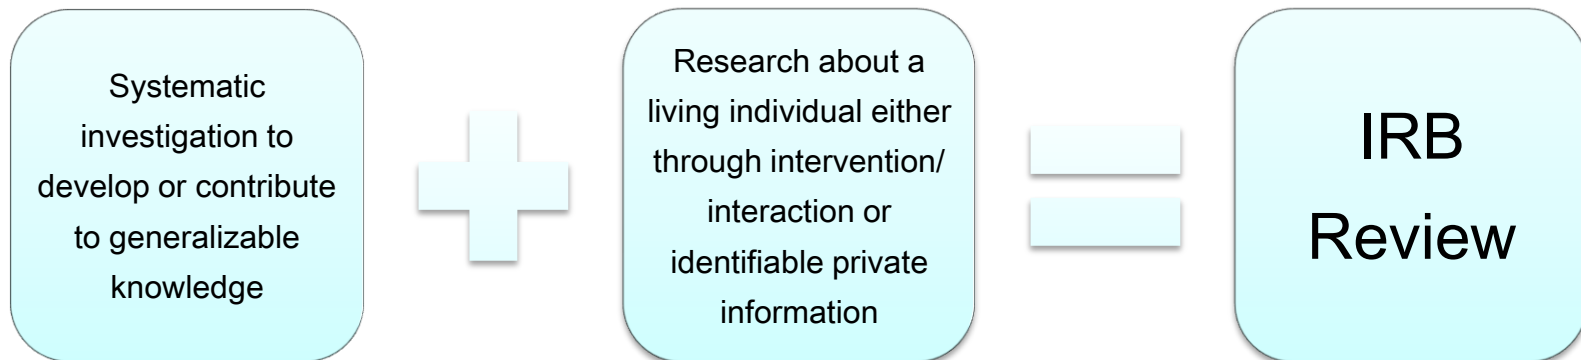 Systematic
investigation to
develop or contribute
to generalizable
knowledge
Research about a
living individual either
through intervention/
interaction or
identifiable private
information
IRB
Review